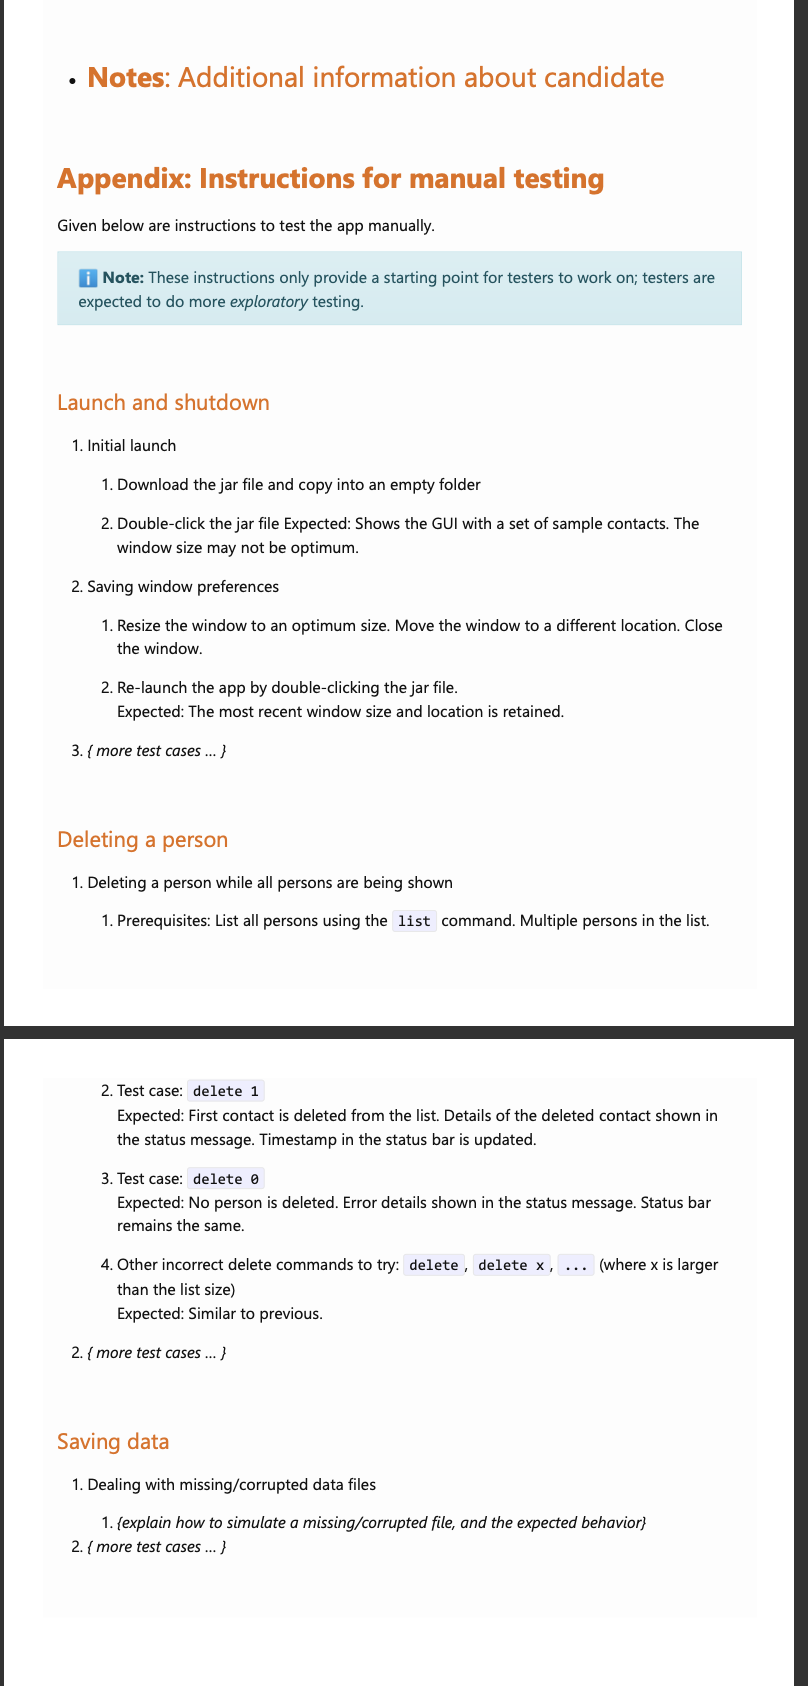 • Notes: Additional information about candidate
Appendix: Instructions for manual testing
Given below are instructions to test the app manually.
ℹ️ Note: These instructions only provide a starting point for testers to work on; testers are
expected to do more exploratory testing.
Launch and shutdown
1. Initial launch
1. Download the jar file and copy into an empty folder
2. Double-click the jar file Expected: Shows the GUI with a set of sample contacts. The
window size may not be optimum.
2. Saving window preferences
1. Resize the window to an optimum size. Move the window to a different location. Close
the window.
2. Re-launch the app by double-clicking the jar file.
Expected: The most recent window size and location is retained.
3. { more test cases … }
Deleting a person
1. Deleting a person while all persons are being shown
1. Prerequisites: List all persons using the list command. Multiple persons in the list.
2. Test case: delete 1
Expected: First contact is deleted from the list. Details of the deleted contact shown in
the status message. Timestamp in the status bar is updated.
3. Test case: delete 0
Expected: No person is deleted. Error details shown in the status message. Status bar
remains the same.
4. Other incorrect delete commands to try: delete, delete x, ... (where x is larger
than the list size)
Expected: Similar to previous.
2. { more test cases … }
Saving data
1. Dealing with missing/corrupted data files
1. {explain how to simulate a missing/corrupted file, and the expected behavior}
2. { more test cases … }